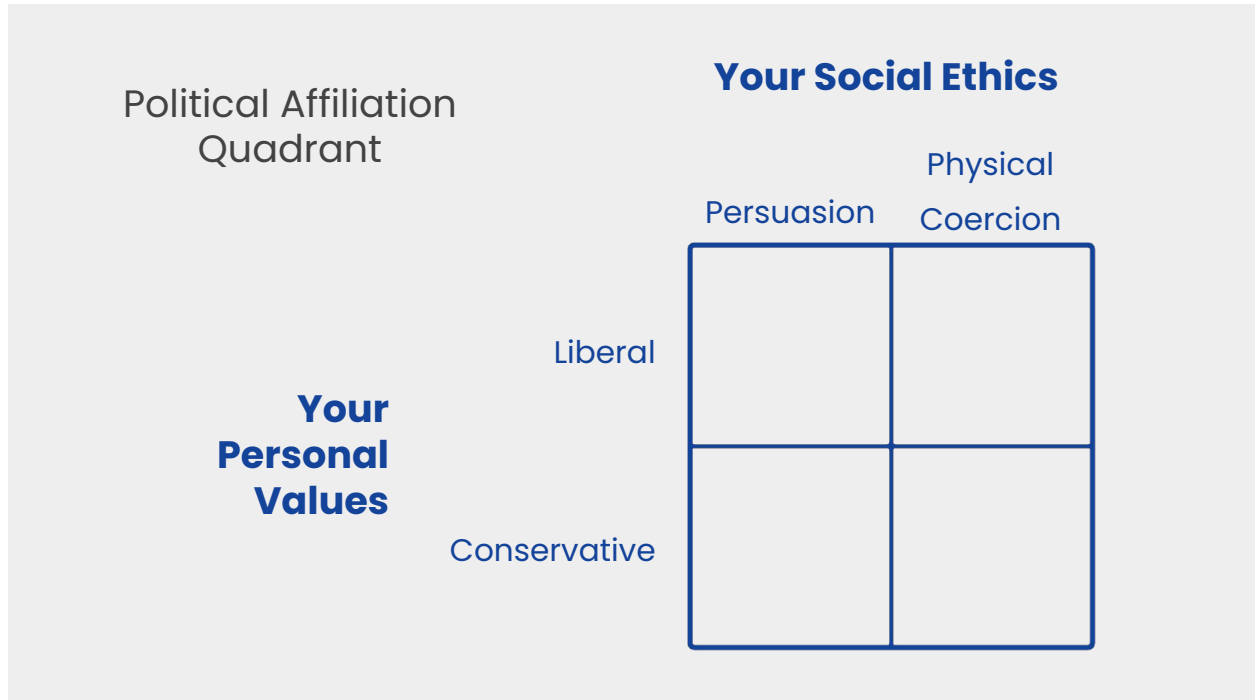 Political Affiliation
Quadrant
Your Social Ethics
Persuasion
Physical
Coercion
Liberal
Your
Personal
Values
Conservative